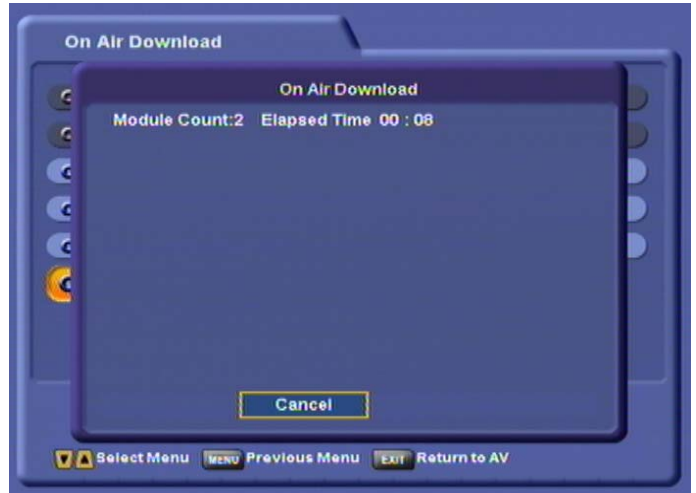 On Air Download
On Air Download
Module Count:2 Elapsed Time 00 : 08
Cancel
Select Menu MENU Previous Menu EXIT Return to AV